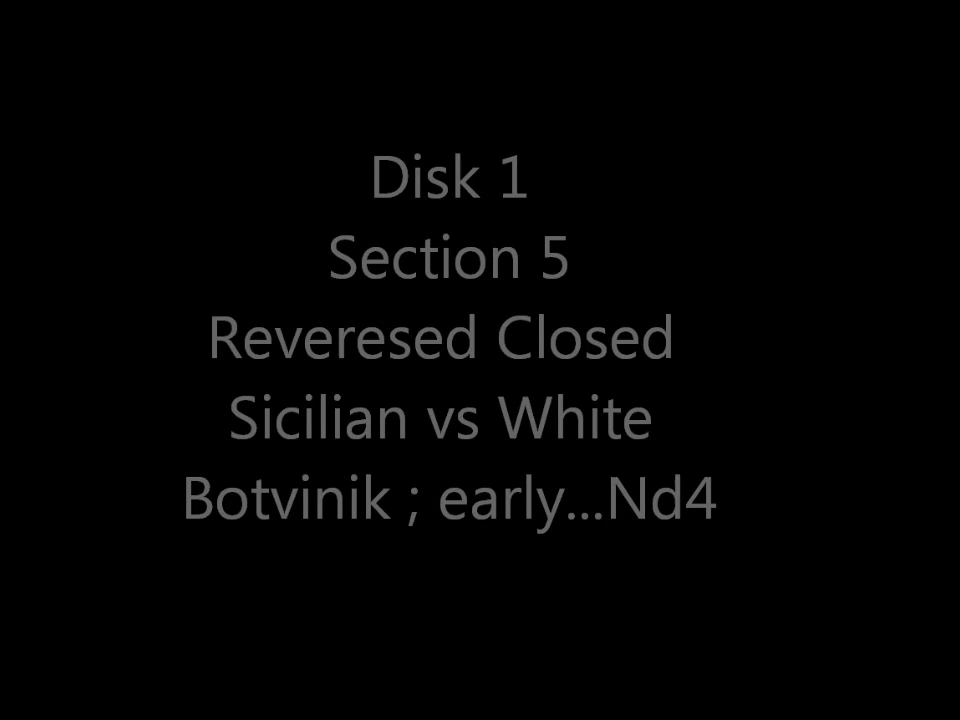 Disk 1
Section 5
Reveresed Closed
Sicilian vs White
Botvinik ; early...Nd4